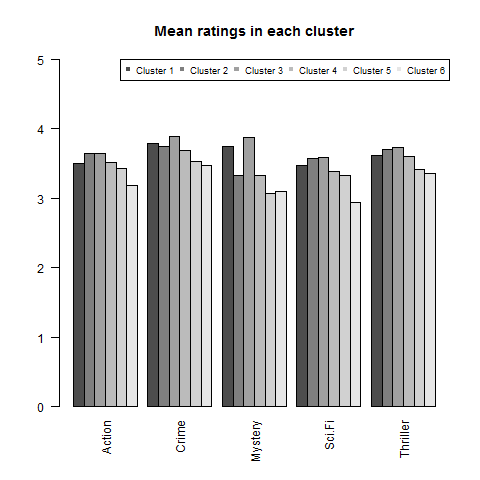 Mean ratings in each cluster
Cluster 1 Cluster 2 Cluster 3 Cluster 4 Cluster 5 Cluster 6
5
4
3
2
1
0
Action
Crime
Mystery
Sci.Fi
Thriller